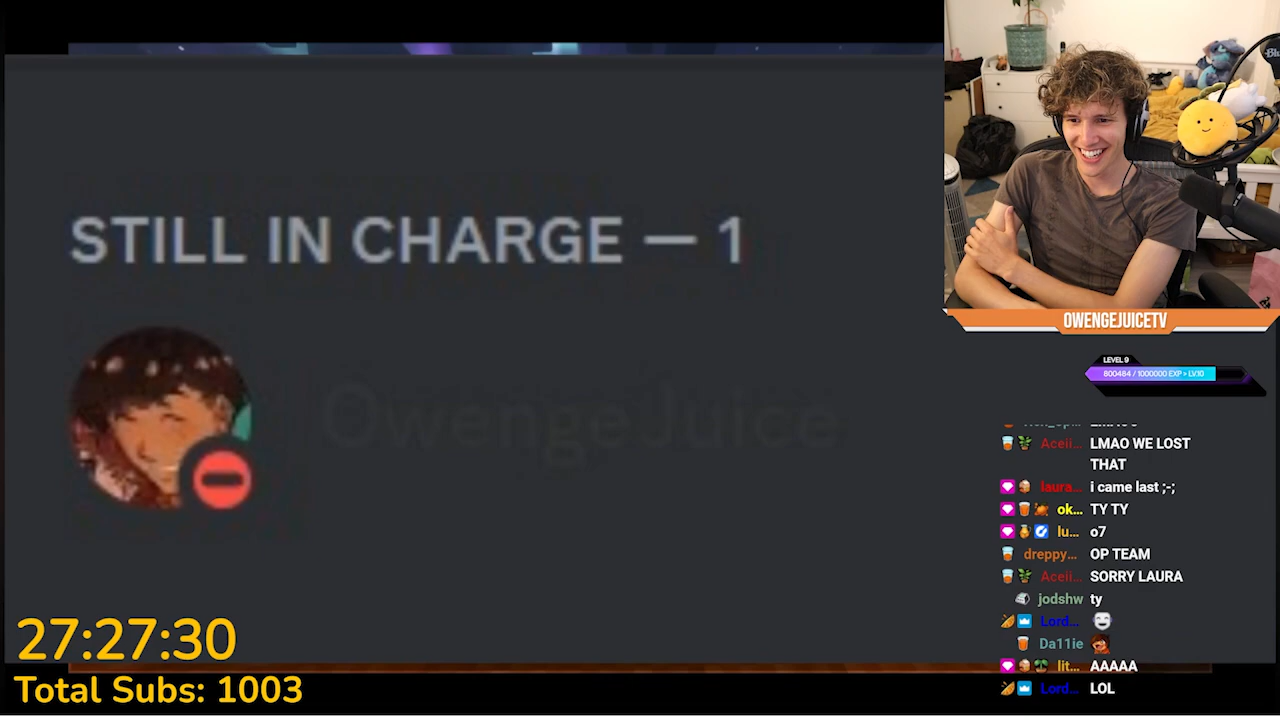 STILL IN CHARGE — 1
OwengeJuice
27:27:30
Total Subs: 1003
OWENGEJUICETV
LEVEL 9
800484 / 1000000 EXP > LV.10
Aceii... LMAO WE LOST
THAT
laura... i came last ;-;
ok... TY TY
lu... o7
dreppy... OP TEAM
Aceii... SORRY LAURA
jodshw ty
Lord...
Da11ie
lit... AAAAA
Lord... LOL